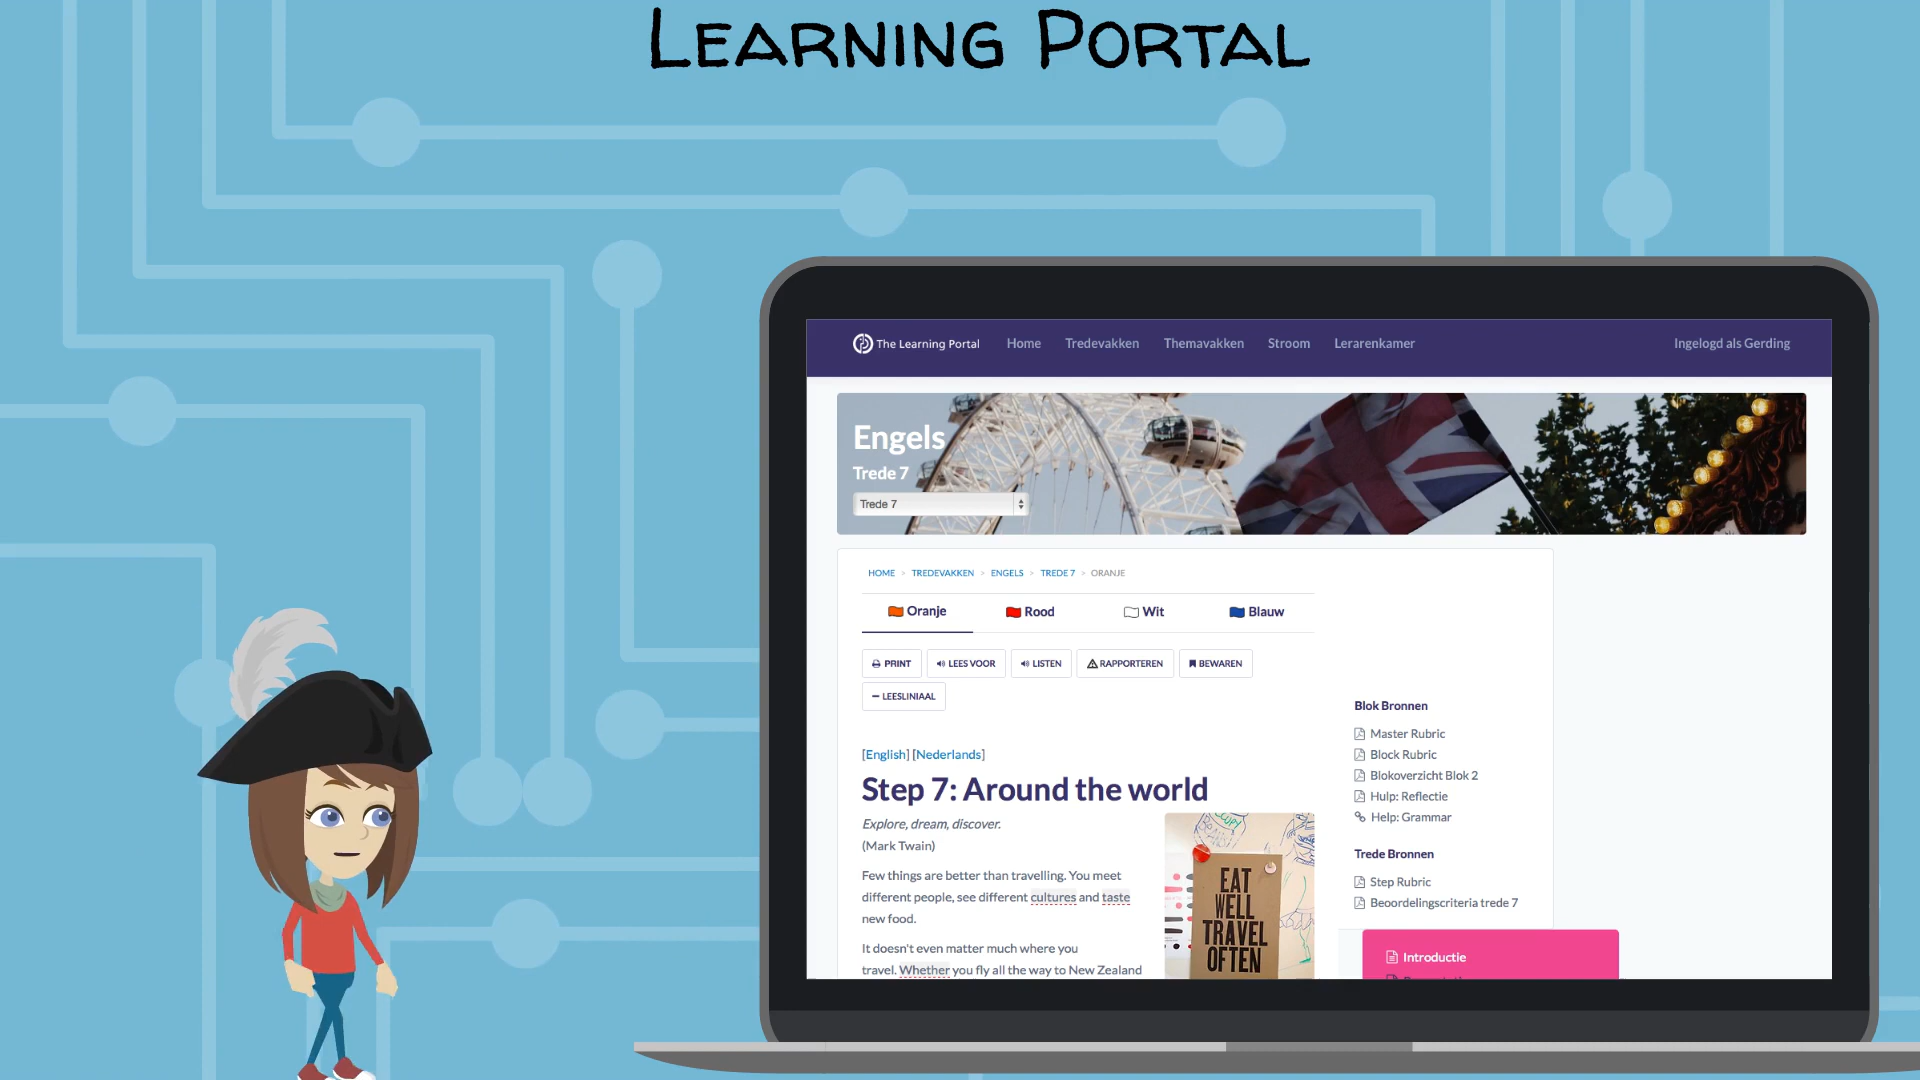 Learning Portal
The Learning Portal Home Tredevakken Themavakken Stroom Lerarenkamer Ingelogd als Gerding
Engels
Trede 7
Trede 7
HOME > TREDEVAKKEN > ENGELS > TREDE 7 > ORANJE
Oranje Rood Wit Blauw
PRINT LEES VOOR LISTEN RAPPORTEREN BEWAREN
LEESLINIAAL
[English] [Nederlands]
Step 7: Around the world
Explore, dream, discover.
(Mark Twain)
Few things are better than travelling. You meet
different people, see different cultures and taste
new food.
It doesn't even matter much where you
travel. Whether you fly all the way to New Zealand
OCCUPY
EAT
WELL
TRAVEL
OFTEN
Blok Bronnen
Master Rubric
Block Rubric
Blokoverzicht Blok 2
Hulp: Reflectie
Help: Grammar
Trede Bronnen
Step Rubric
Beoordelingscriteria trede 7
Introductie